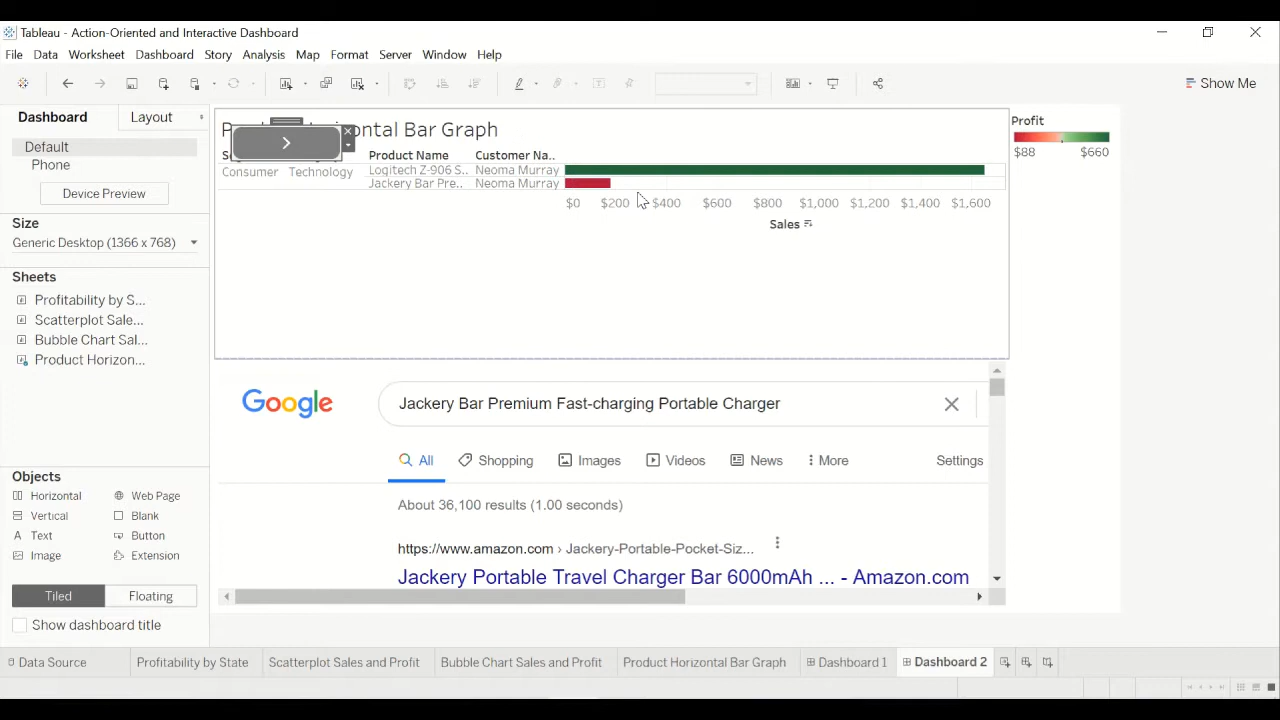 Tableau - Action-Oriented and Interactive Dashboard
File Data Worksheet Dashboard Story Analysis Map Format Server Window Help
Show Me
Dashboard Layout
Default
Phone
Device Preview
Size
Generic Desktop (1366 x 768)
Sheets
Profitability by S...
Scatterplot Sale...
Bubble Chart Sal...
Product Horizon...
Objects
Horizontal Web Page
Vertical Blank
Text Button
Image Extension
Tiled Floating
Show dashboard title
Horizontal Bar Graph
Product Name Customer Na..
Consumer Technology Logitech Z-906 S.. Neoma Murray
Jackery Bar Pre.. Neoma Murray
$0 $200 $400 $600 $800 $1,000 $1,200 $1,400 $1,600
Sales
Profit
$88 $660
Google
Jackery Bar Premium Fast-charging Portable Charger
All Shopping Images Videos News More Settings
About 36,100 results (1.00 seconds)
https://www.amazon.com › Jackery-Portable-Pocket-Siz...
Jackery Portable Travel Charger Bar 6000mAh ... - Amazon.com
Data Source Profitability by State Scatterplot Sales and Profit Bubble Chart Sales and Profit Product Horizontal Bar Graph Dashboard 1 Dashboard 2